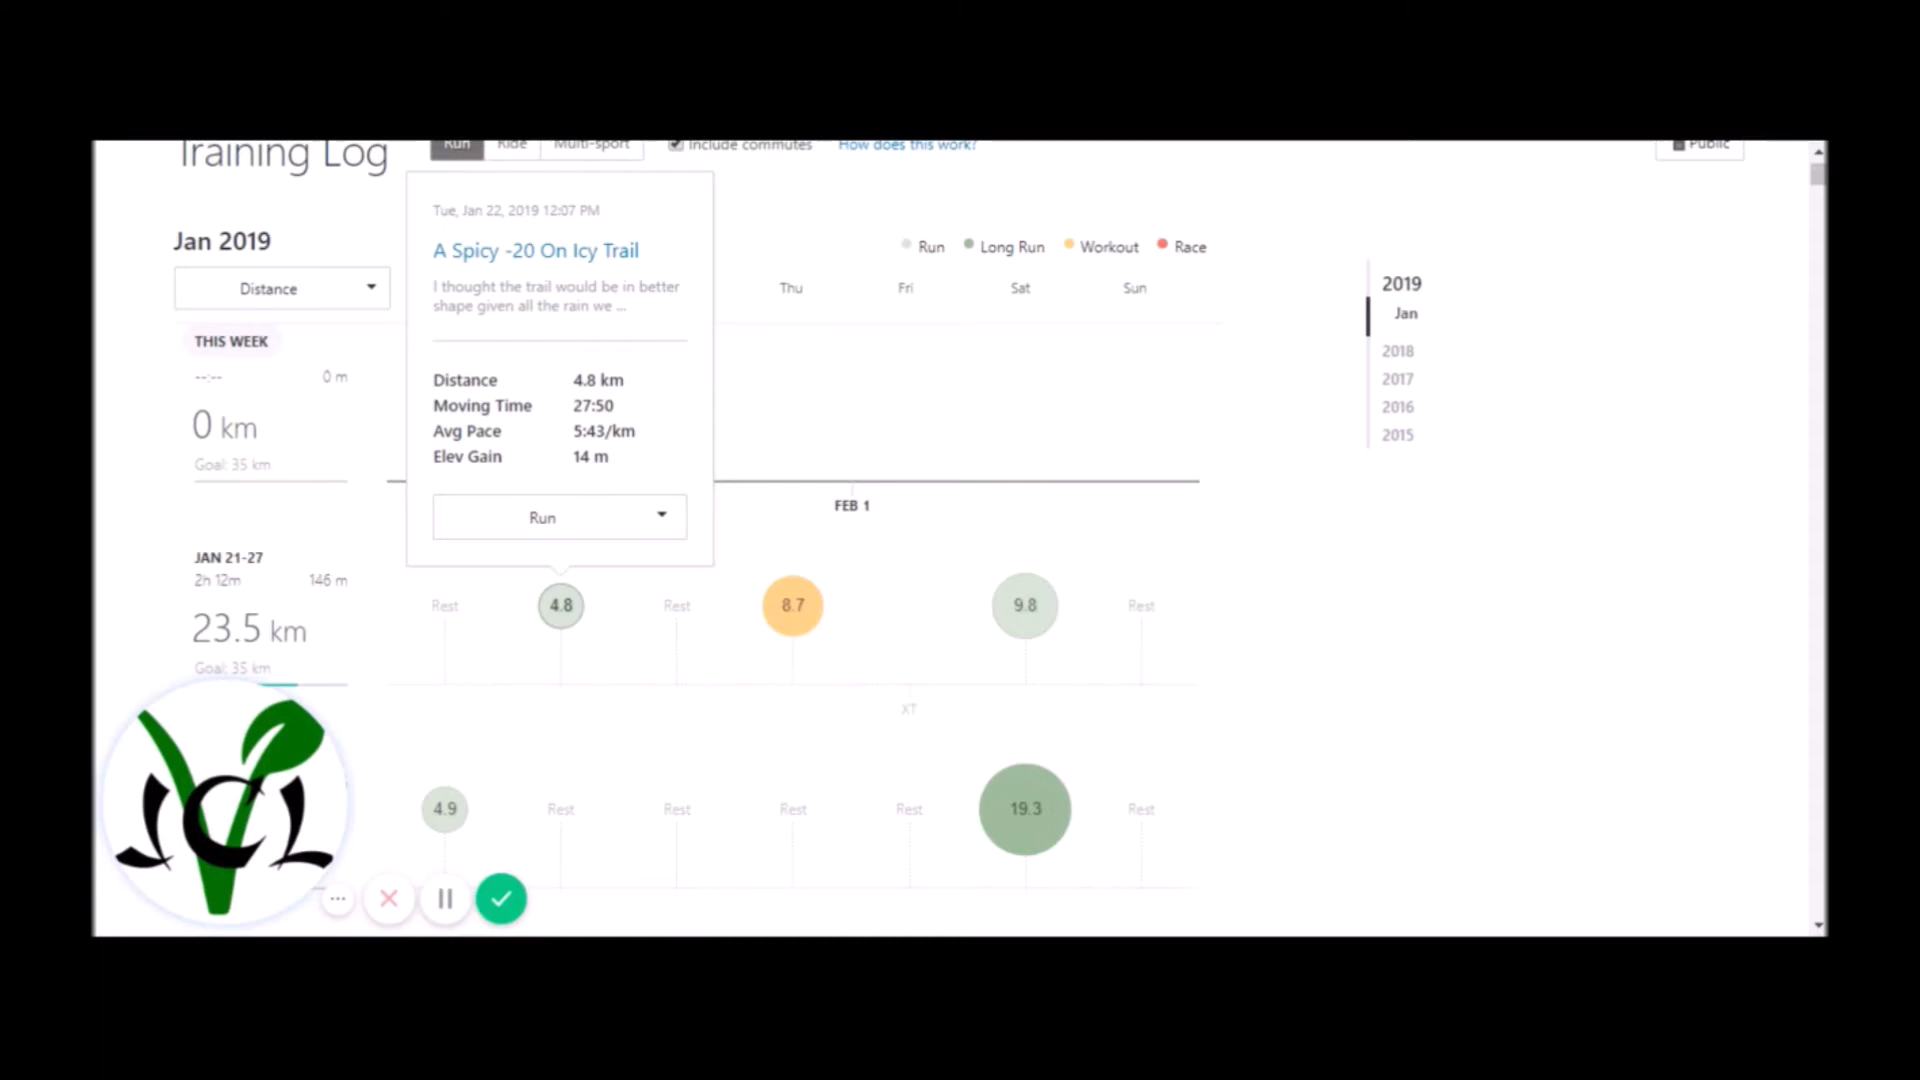 Training Log
Run Ride Multi-sport Include commutes How does this work? Public
Tue, Jan 22, 2019 12:07 PM
A Spicy -20 On Icy Trail
I thought the trail would be in better
shape given all the rain we ...
Distance 4.8 km
Moving Time 27:50
Avg Pace 5:43/km
Elev Gain 14 m
Run
Jan 2019
Distance
Run Long Run Workout Race
Thu Fri Sat Sun
2019
Jan
2018
2017
2016
2015
THIS WEEK
--:-- 0 m
0 km
Goal: 35 km
FEB 1
JAN 21-27
2h 12m 146 m
23.5 km
Goal: 35 km
Rest 4.8 Rest 8.7 9.8 Rest
XT
4.9 Rest Rest Rest Rest 19.3 Rest
JCL